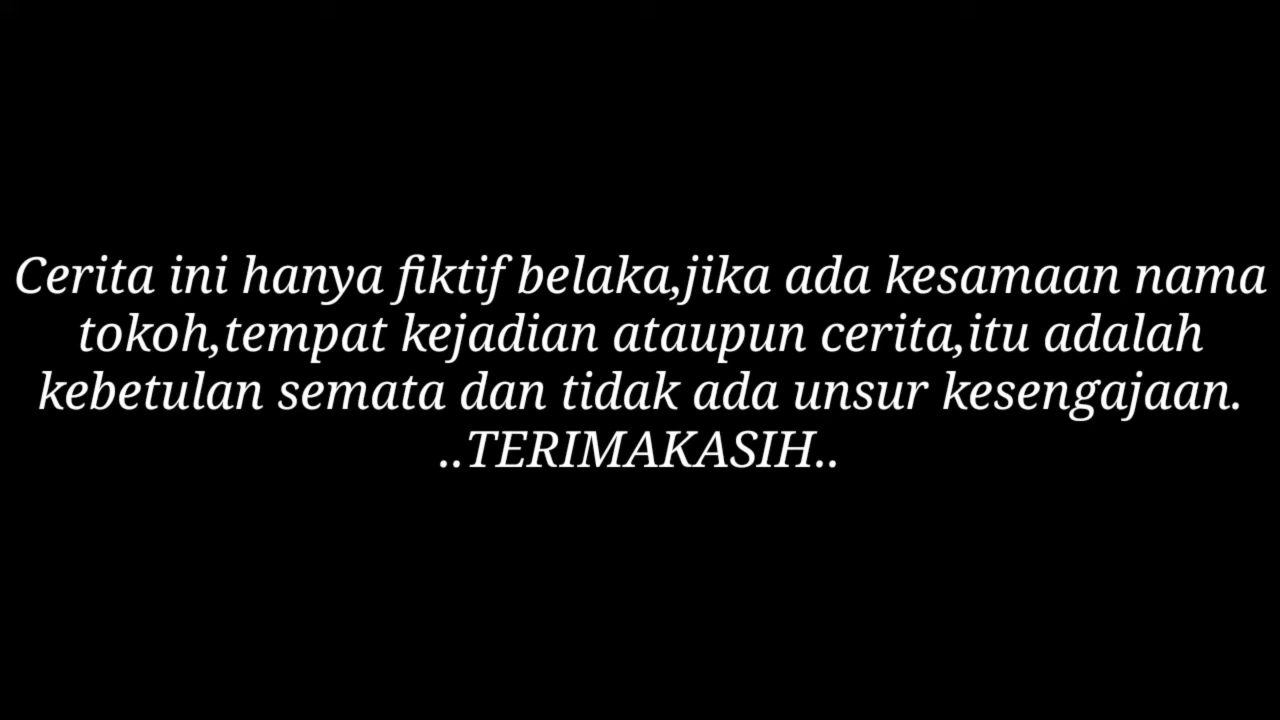 Cerita ini hanya fiktif belaka,jika ada kesamaan nama
tokoh,tempat kejadian ataupun cerita,itu adalah
kebetulan semata dan tidak ada unsur kesengajaan.
..TERIMAKASIH..